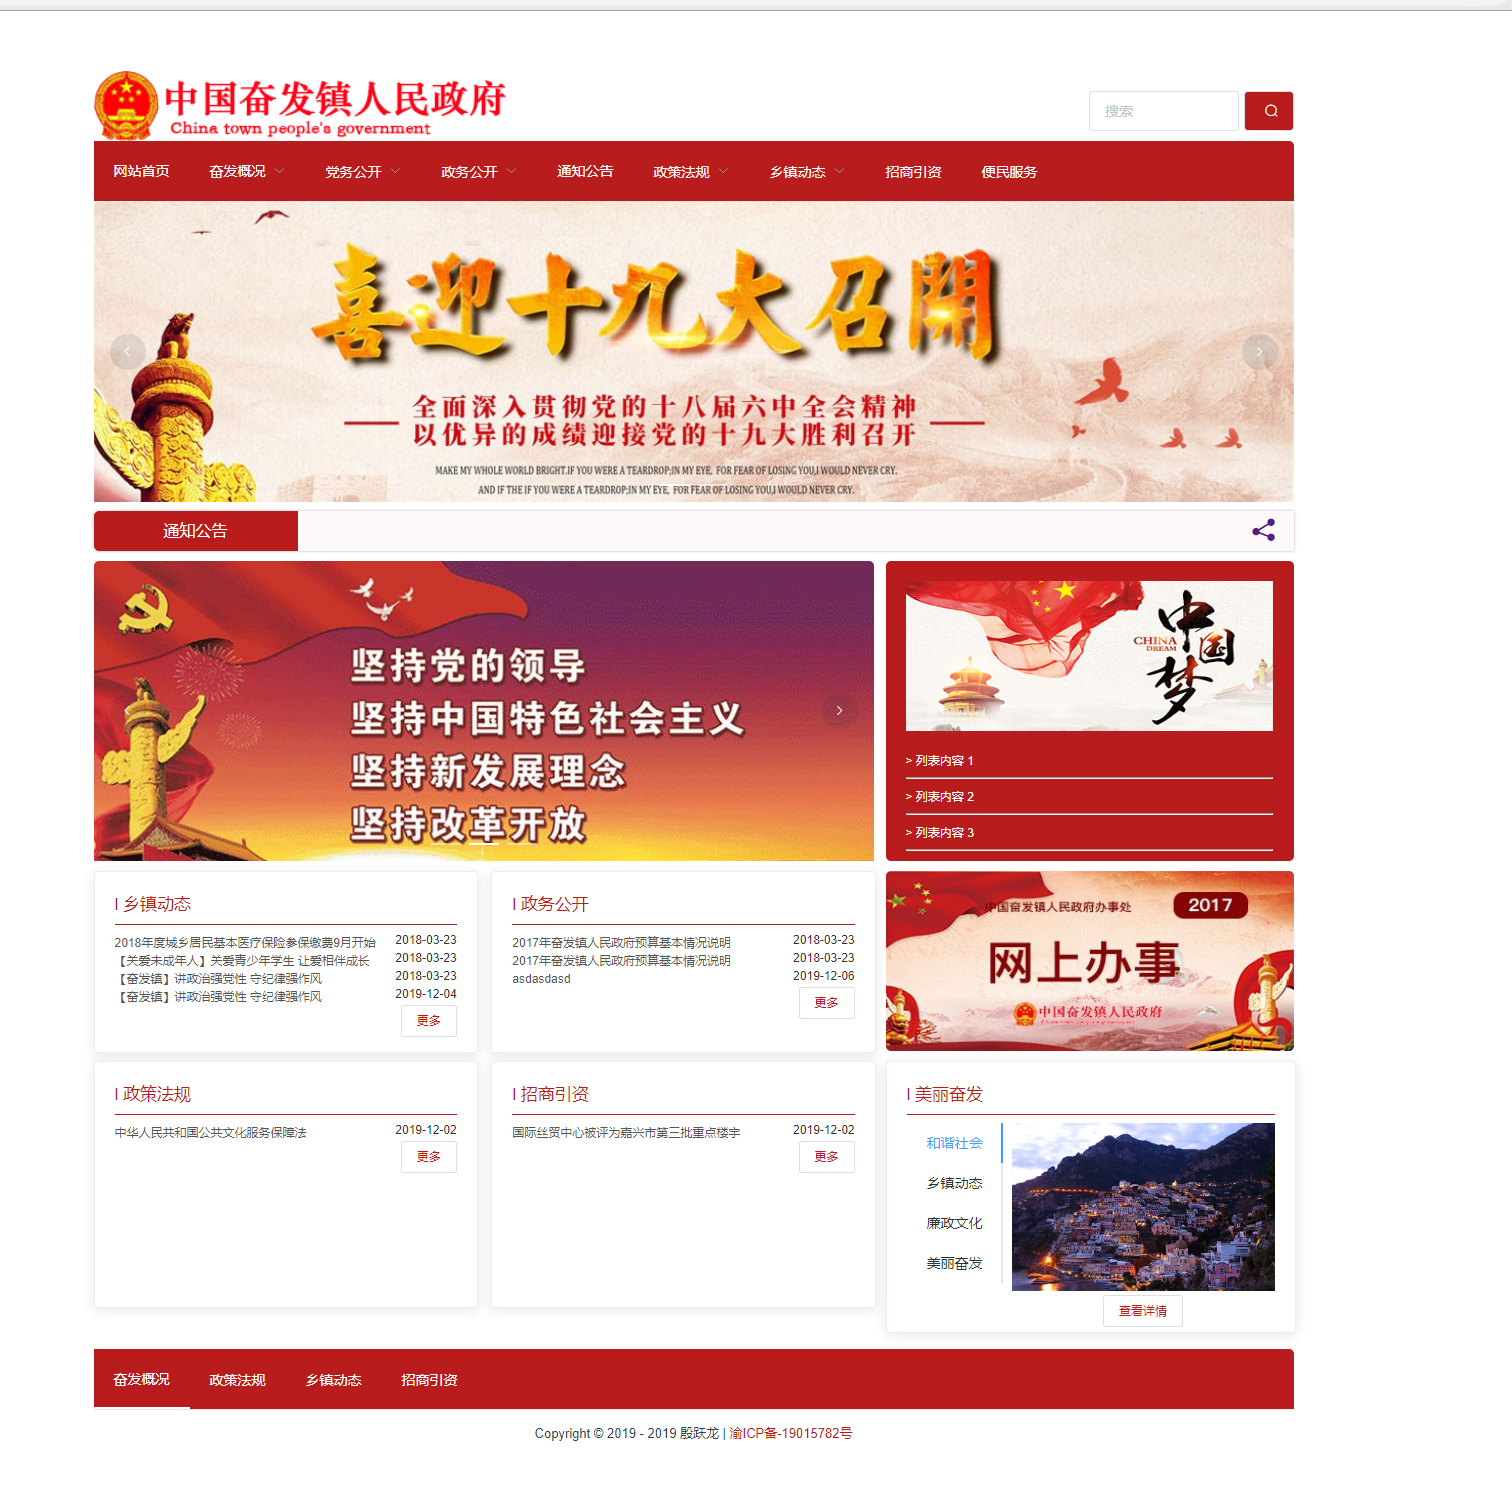 中国奋发镇人民政府
China town people's government
搜索
网站首页 奋发概况 党务公开 政务公开 通知公告 政策法规 乡镇动态 招商引资 便民服务
喜迎十九大召開
全面深入贯彻党的十八届六中全会精神
以优异的成绩迎接党的十九大胜利召开
MAKE MY WHOLE WORLD BRIGHT.IF YOU WERE A TEARDROP;IN MY EYE, FOR FEAR OF LOSING YOU,I WOULD NEVER CRY.
AND IF THE IF YOU WERE A TEARDROP;IN MY EYE, FOR FEAR OF LOSING YOU,I WOULD NEVER CRY.
通知公告
坚持党的领导
坚持中国特色社会主义
坚持新发展理念
坚持改革开放
中国梦
CHINA
DREAM
> 列表内容 1
> 列表内容 2
> 列表内容 3
| 乡镇动态
2018年度城乡居民基本医疗保险参保缴费9月开始 2018-03-23
【关爱未成年人】关爱青少年学生 让爱相伴成长 2018-03-23
【奋发镇】讲政治强党性 守纪律强作风 2018-03-23
【奋发镇】讲政治强党性 守纪律强作风 2019-12-04
更多
| 政务公开
2017年奋发镇人民政府预算基本情况说明 2018-03-23
2017年奋发镇人民政府预算基本情况说明 2018-03-23
asdasdasd 2019-12-06
更多
中国奋发镇人民政府办事处 2017
网上办事
中国奋发镇人民政府
| 政策法规
中华人民共和国公共文化服务保障法 2019-12-02
更多
| 招商引资
国际丝贸中心被评为嘉兴市第三批重点楼宇 2019-12-02
更多
| 美丽奋发
和谐社会
乡镇动态
廉政文化
美丽奋发
查看详情
奋发概况 政策法规 乡镇动态 招商引资
Copyright © 2019 - 2019 殷跃龙 | 渝ICP备-19015782号